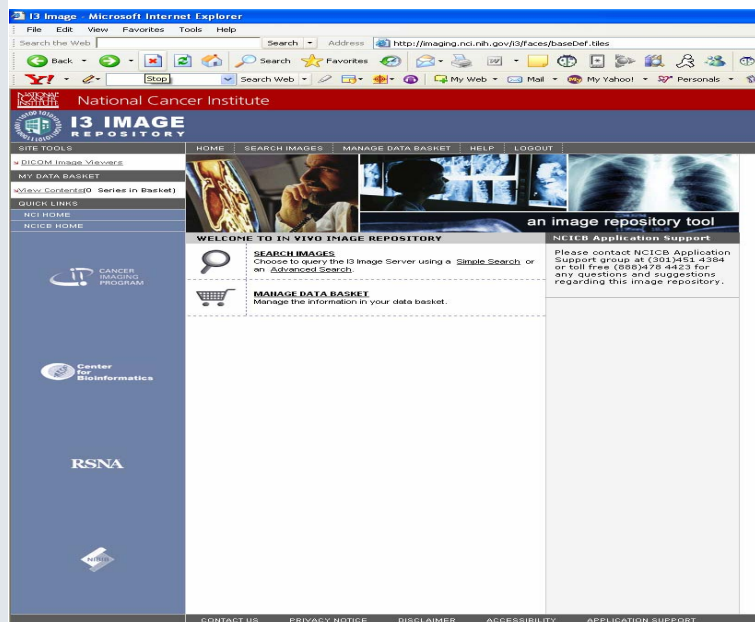 I3 Image - Microsoft Internet Explorer
File Edit View Favorites Tools Help
Search the Web Search Address http://imaging.nci.nih.gov/i3/faces/baseDef.tiles
Back Search Favorites
Y! Stop Search Web My Web Mail My Yahoo! Personals
NATIONAL CANCER INSTITUTE National Cancer Institute
I3 IMAGE
REPOSITORY
SITE TOOLS HOME SEARCH IMAGES MANAGE DATA BASKET HELP LOGOUT
DICOM Image Viewers
MY DATA BASKET
View Contents(0 Series in Basket)
QUICK LINKS
NCI HOME
NCICB HOME
an image repository tool
WELCOME TO IN VIVO IMAGE REPOSITORY
SEARCH IMAGES
Choose to query the I3 Image Server using a Simple Search or
an Advanced Search.
MANAGE DATA BASKET
Manage the information in your data basket.
NCICB Application Support
Please contact NCICB Application
Support group at (301)451 4384
or toll free (888)478 4423 for
any questions and suggestions
regarding this image repository.
CANCER
IMAGING
PROGRAM
Center
for
Bioinformatics
RSNA
NIBIB
CONTACT US PRIVACY NOTICE DISCLAIMER ACCESSIBILITY APPLICATION SUPPORT